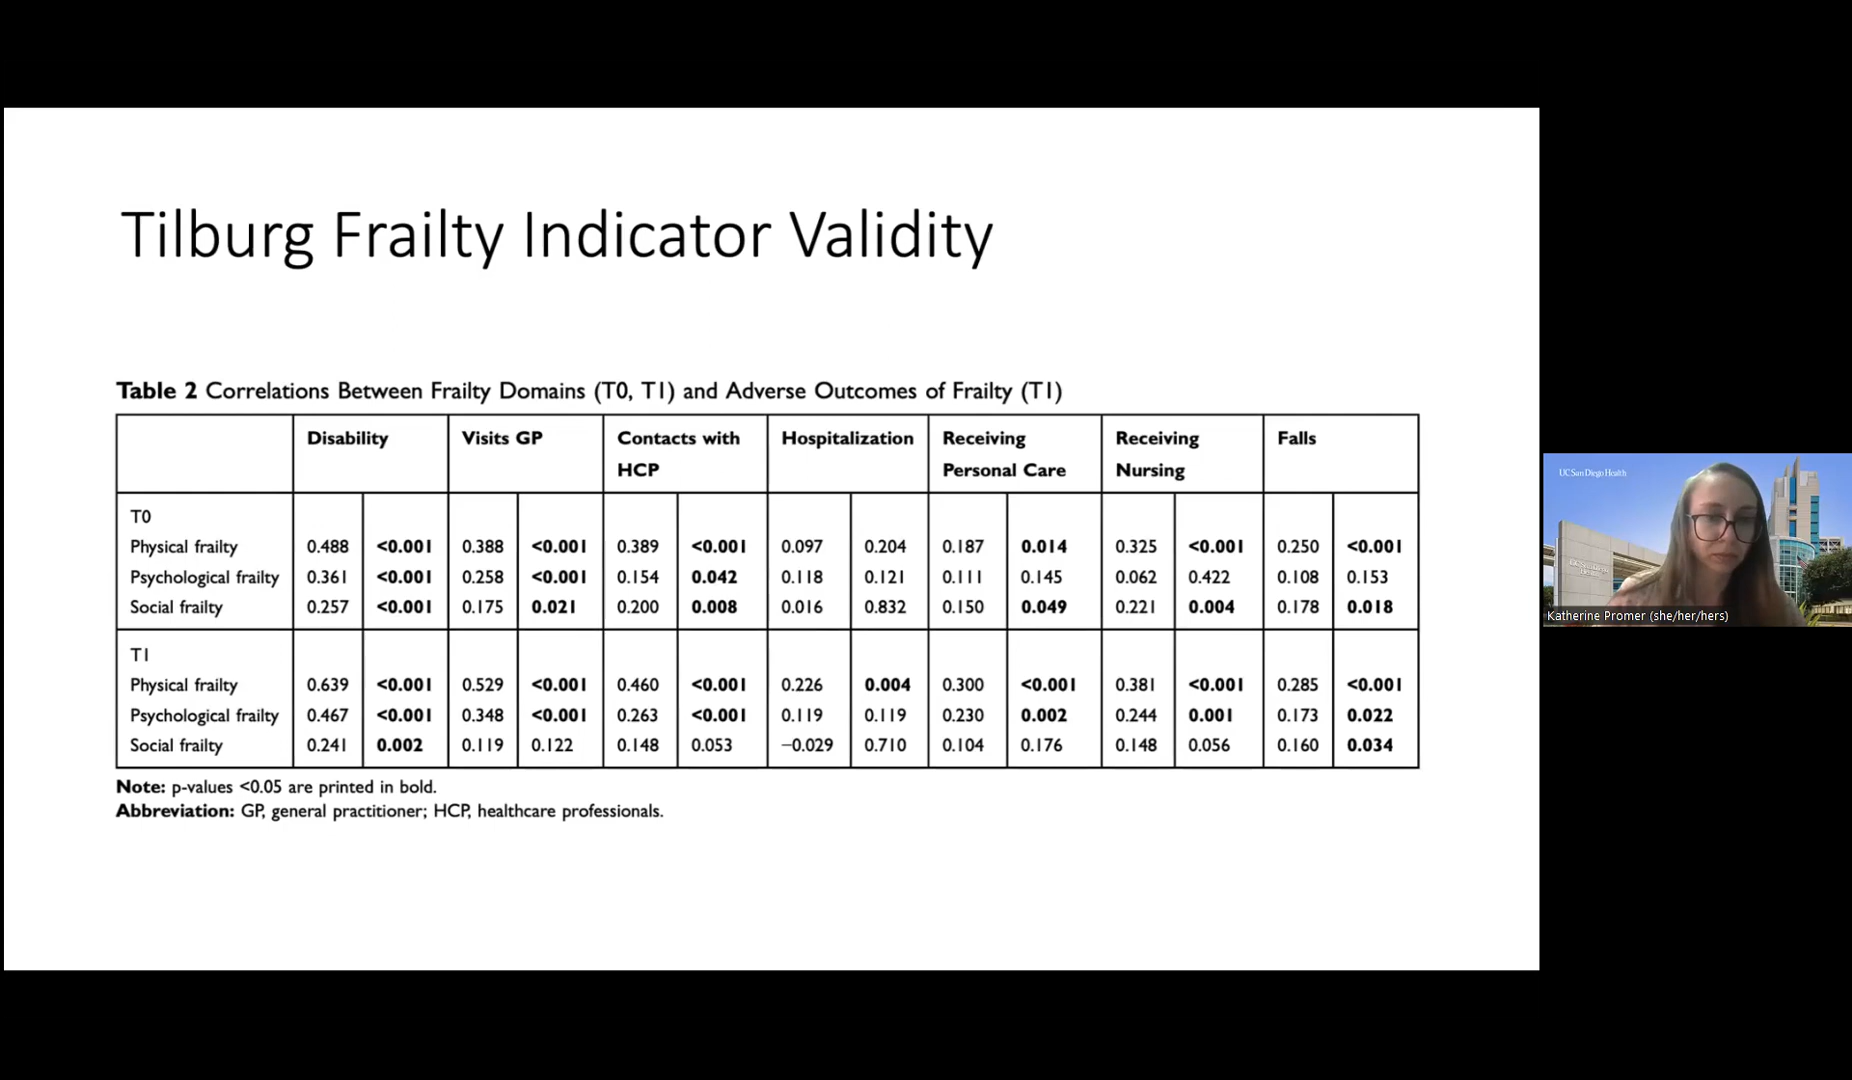 Tilburg Frailty Indicator Validity
Table 2 Correlations Between Frailty Domains (T0, T1) and Adverse Outcomes of Frailty (T1)
Disability Visits GP Contacts with HCP Hospitalization Receiving Personal Care Receiving Nursing Falls
T0
Physical frailty 0.488 <0.001 0.388 <0.001 0.389 <0.001 0.097 0.204 0.187 0.014 0.325 <0.001 0.250 <0.001
Psychological frailty 0.361 <0.001 0.258 <0.001 0.154 0.042 0.118 0.121 0.111 0.145 0.062 0.422 0.108 0.153
Social frailty 0.257 <0.001 0.175 0.021 0.200 0.008 0.016 0.832 0.150 0.049 0.221 0.004 0.178 0.018
T1
Physical frailty 0.639 <0.001 0.529 <0.001 0.460 <0.001 0.226 0.004 0.300 <0.001 0.381 <0.001 0.285 <0.001
Psychological frailty 0.467 <0.001 0.348 <0.001 0.263 <0.001 0.119 0.119 0.230 0.002 0.244 0.001 0.173 0.022
Social frailty 0.241 0.002 0.119 0.122 0.148 0.053 −0.029 0.710 0.104 0.176 0.148 0.056 0.160 0.034
Note: p-values <0.05 are printed in bold.
Abbreviation: GP, general practitioner; HCP, healthcare professionals.
UC San Diego Health
Katherine Promer (she/her/hers)